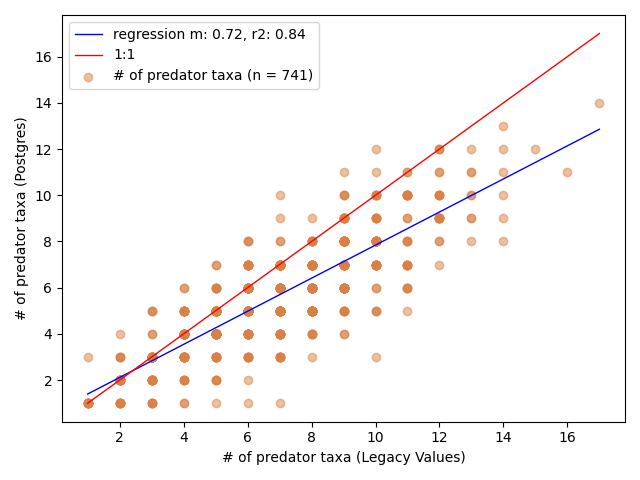 regression m: 0.72, r2: 0.84
1:1
# of predator taxa (n = 741)
16
14
12
10
8
6
4
2
# of predator taxa (Postgres)
2 4 6 8 10 12 14 16
# of predator taxa (Legacy Values)